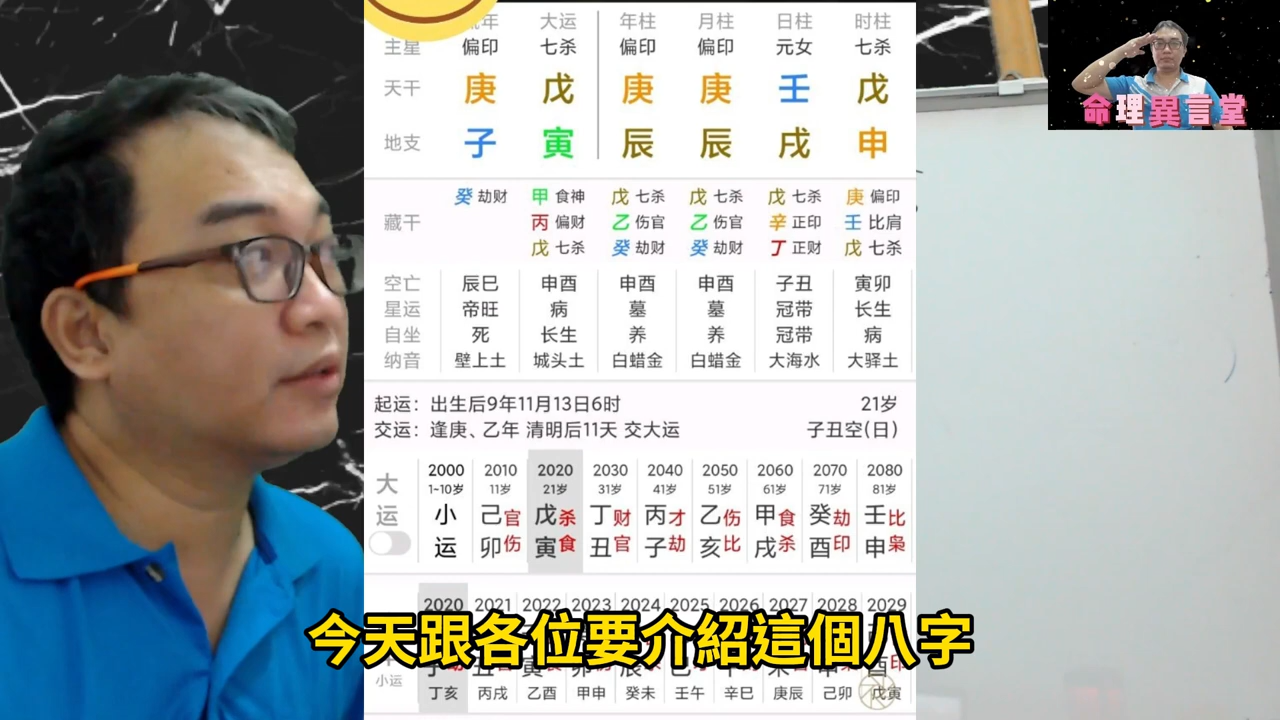 命理異言堂
年 大运 年柱 月柱 日柱 时柱
主星 偏印 七杀 偏印 偏印 元女 七杀
天干 庚 戊 庚 庚 壬 戊
地支 子 寅 辰 辰 戌 申
藏干 癸 劫财 甲 食神 戊 七杀 戊 七杀 戊 七杀 庚 偏印
丙 偏财 乙 伤官 乙 伤官 辛 正印 壬 比肩
戊 七杀 癸 劫财 癸 劫财 丁 正财 戊 七杀
空亡 辰巳 申酉 申酉 申酉 子丑 寅卯
星运 帝旺 病 墓 墓 冠带 长生
自坐 死 长生 养 养 冠带 病
纳音 壁上土 城头土 白蜡金 白蜡金 大海水 大驿土
起运：出生后9年11月13日6时 21岁
交运：逢庚、乙年 清明后11天 交大运 子丑空(日)
大运
2000 2010 2020 2030 2040 2050 2060 2070 2080
1~10岁 11岁 21岁 31岁 41岁 51岁 61岁 71岁 81岁
小 己官 戊杀 丁财 丙才 乙伤 甲食 癸劫 壬比
运 卯伤 寅食 丑官 子劫 亥比 戌杀 酉印 申枭
2020 2021 2022 2023 2024 2025 2026 2027 2028 2029
今天跟各位要介紹這個八字
小运 丁亥 丙戌 乙酉 甲申 癸未 壬午 辛巳 庚辰 己卯 戊寅